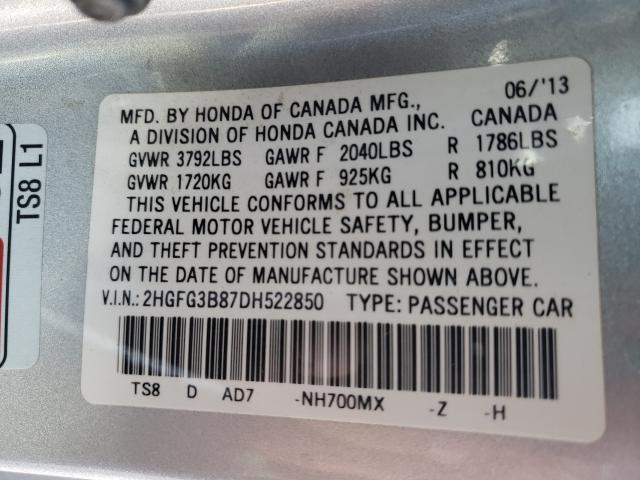 06/'13
MFD. BY HONDA OF CANADA MFG.,
A DIVISION OF HONDA CANADA INC. CANADA
GVWR 3792LBS GAWR F 2040LBS R 1786LBS
GVWR 1720KG GAWR F 925KG R 810KG
THIS VEHICLE CONFORMS TO ALL APPLICABLE
FEDERAL MOTOR VEHICLE SAFETY, BUMPER,
AND THEFT PREVENTION STANDARDS IN EFFECT
ON THE DATE OF MANUFACTURE SHOWN ABOVE.
V.I.N.: 2HGFG3B87DH522850 TYPE: PASSENGER CAR
TS8 D AD7 -NH700MX -Z -H
TS8 L1